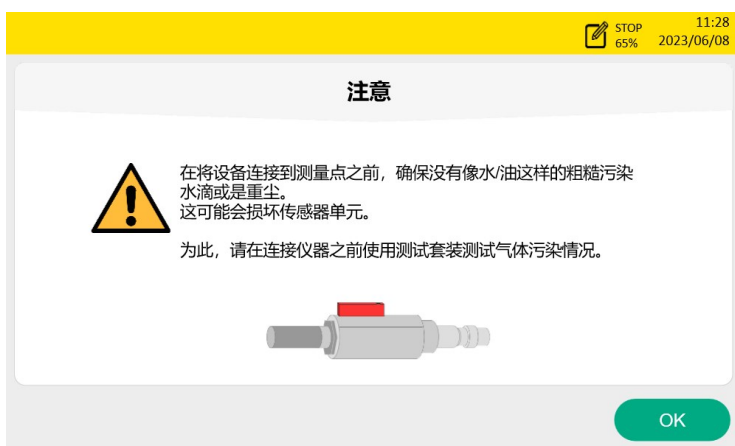 STOP 11:28
65% 2023/06/08
注意
在将设备连接到测量点之前，确保没有像水/油这样的粗糙污染
水滴或是重尘。
这可能会损坏传感器单元。
为此，请在连接仪器之前使用测试套装测试气体污染情况。
OK